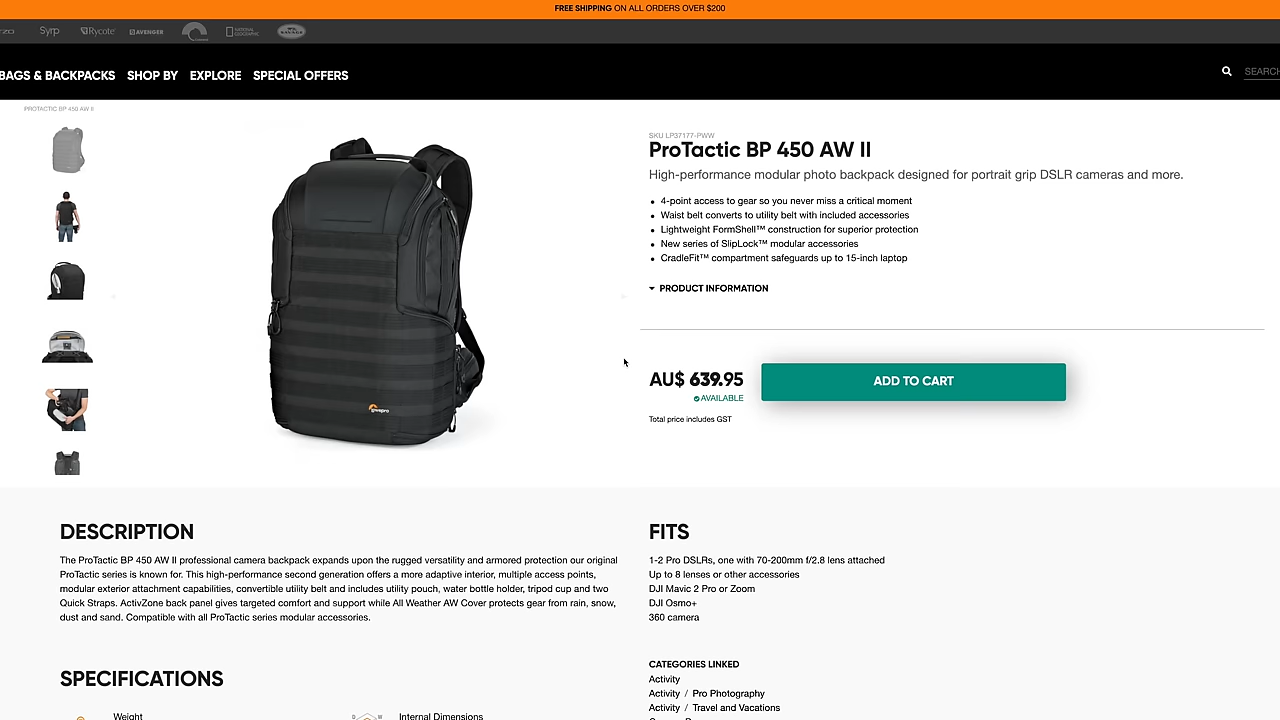 FREE SHIPPING ON ALL ORDERS OVER $200
Syrp Rycote AVENGER NATIONAL GEOGRAPHIC
BAGS & BACKPACKS SHOP BY EXPLORE SPECIAL OFFERS
SEARCH
PROTACTIC BP 450 AW II
SKU LP37177-PWW
ProTactic BP 450 AW II
High-performance modular photo backpack designed for portrait grip DSLR cameras and more.
4-point access to gear so you never miss a critical moment
Waist belt converts to utility belt with included accessories
Lightweight FormShell™ construction for superior protection
New series of SlipLock™ modular accessories
CradleFit™ compartment safeguards up to 15-inch laptop
PRODUCT INFORMATION
AU$ 639.95
AVAILABLE
Total price includes GST
ADD TO CART
lowepro
DESCRIPTION
The ProTactic BP 450 AW II professional camera backpack expands upon the rugged versatility and armored protection our original
ProTactic series is known for. This high-performance second generation offers a more adaptive interior, multiple access points,
modular exterior attachment capabilities, convertible utility belt and includes utility pouch, water bottle holder, tripod cup and two
Quick Straps. ActivZone back panel gives targeted comfort and support while All Weather AW Cover protects gear from rain, snow,
dust and sand. Compatible with all ProTactic series modular accessories.
FITS
1-2 Pro DSLRs, one with 70-200mm f/2.8 lens attached
Up to 8 lenses or other accessories
DJI Mavic 2 Pro or Zoom
DJI Osmo+
360 camera
CATEGORIES LINKED
Activity
Activity / Pro Photography
Activity / Travel and Vacations
SPECIFICATIONS
Weight
Internal Dimensions